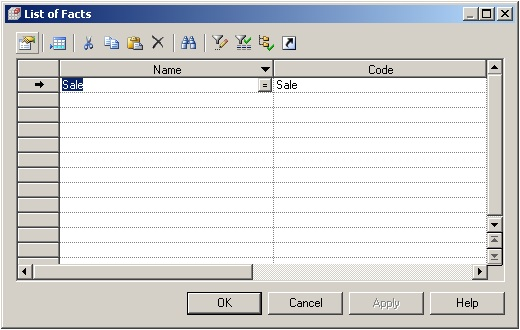 List of Facts
Name Code
Sale = Sale
OK Cancel Apply Help